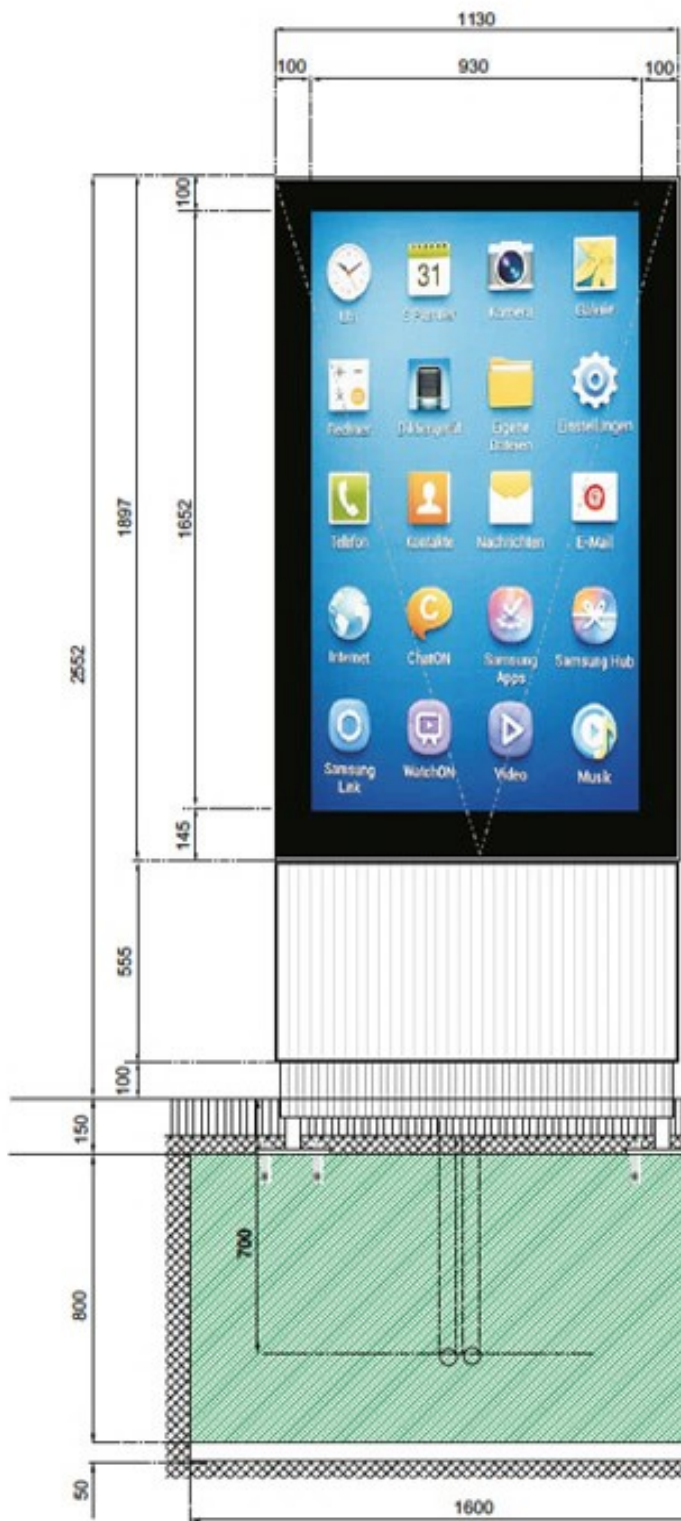 1130
100 930 100
100
31
Uhr S Planner Kamera Galerie
Rechner Einstellungen
Eigene
Dateien
1897
1652
Telefon Kontakte Nachrichten E-Mail
2552
C
Internet ChatON Samsung Samsung Hub
Apps
Samsung WatchON Video Musik
Link
145
555
100
150
700
800
50
1600